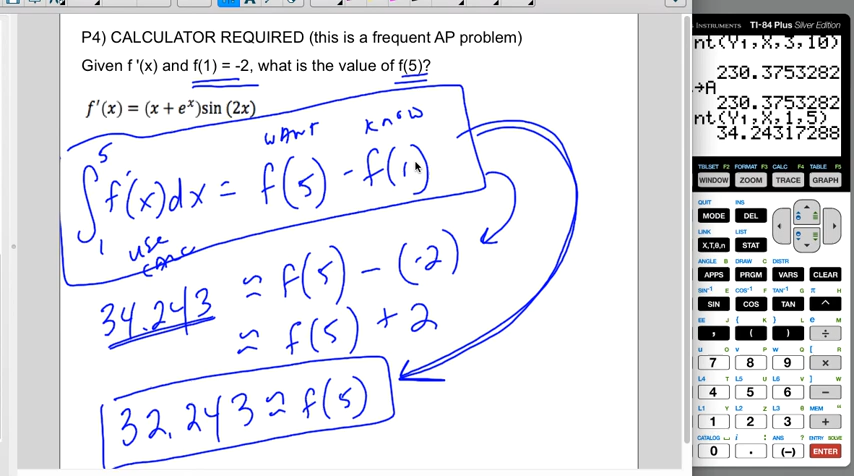 P4) CALCULATOR REQUIRED (this is a frequent AP problem)
Given f '(x) and f(1) = -2, what is the value of f(5)?
f′(x) = (x + eˣ)sin (2x)
WANT KNOW
∫₁⁵ f'(x)dx = f(5) - f(1)
USE
CALC
34.243 ≈ f(5) - (-2)
≈ f(5) + 2
32.243 ≈ f(5)
INSTRUMENTS TI-84 Plus Silver Edition
nt(Y₁,X,3,10)
230.3753282
→A
230.3753282
nt(Y₁,X,1,5)
34.24317288
TBLSET F2 FORMAT F3 CALC F4 TABLE F5
WINDOW ZOOM TRACE GRAPH
QUIT INS
MODE DEL
LINK LIST
X,T,θ,n STAT
ANGLE B DRAW C DISTR
APPS PRGM VARS CLEAR
SIN⁻¹ E COS⁻¹ F TAN⁻¹ G π H
SIN COS TAN ^
EE J { K } L e M
, ( ) ÷
u O v P w Q [ R
7 8 9 ×
L4 T L5 U L6 V ] W
4 5 6 −
L1 Y L2 Z L3 θ MEM "
1 2 3 +
CATALOG i : ANS ? ENTRY SOLVE
0 . (−) ENTER